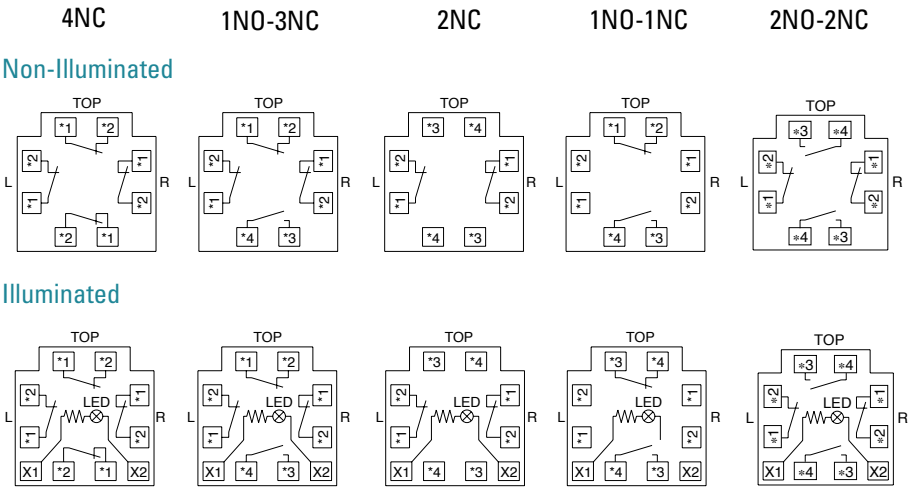 4NC 1NO-3NC 2NC 1NO-1NC 2NO-2NC
Non-Illuminated
TOP TOP TOP TOP TOP
*1 *2 *1 *2 *3 *4 *1 *2 *3 *4
*2 *1 *2 *1 *2 *1 *2 *1 *2 *1
L R L R L R L R L R
*1 *2 *1 *2 *1 *2 *1 *2 *1 *2
*2 *1 *4 *3 *4 *3 *4 *3 *4 *3
Illuminated
TOP TOP TOP TOP TOP
*1 *2 *1 *2 *3 *4 *3 *4 *3 *4
*2 LED *1 *2 LED *1 *2 LED *1 *2 LED *1 *2 LED *1
L R L R L R L R L R
*1 *2 *1 *2 *1 *2 *1 *2 *1 *2
X1 *2 *1 X2 X1 *4 *3 X2 X1 *4 *3 X2 X1 *4 *3 X2 X1 *4 *3 X2